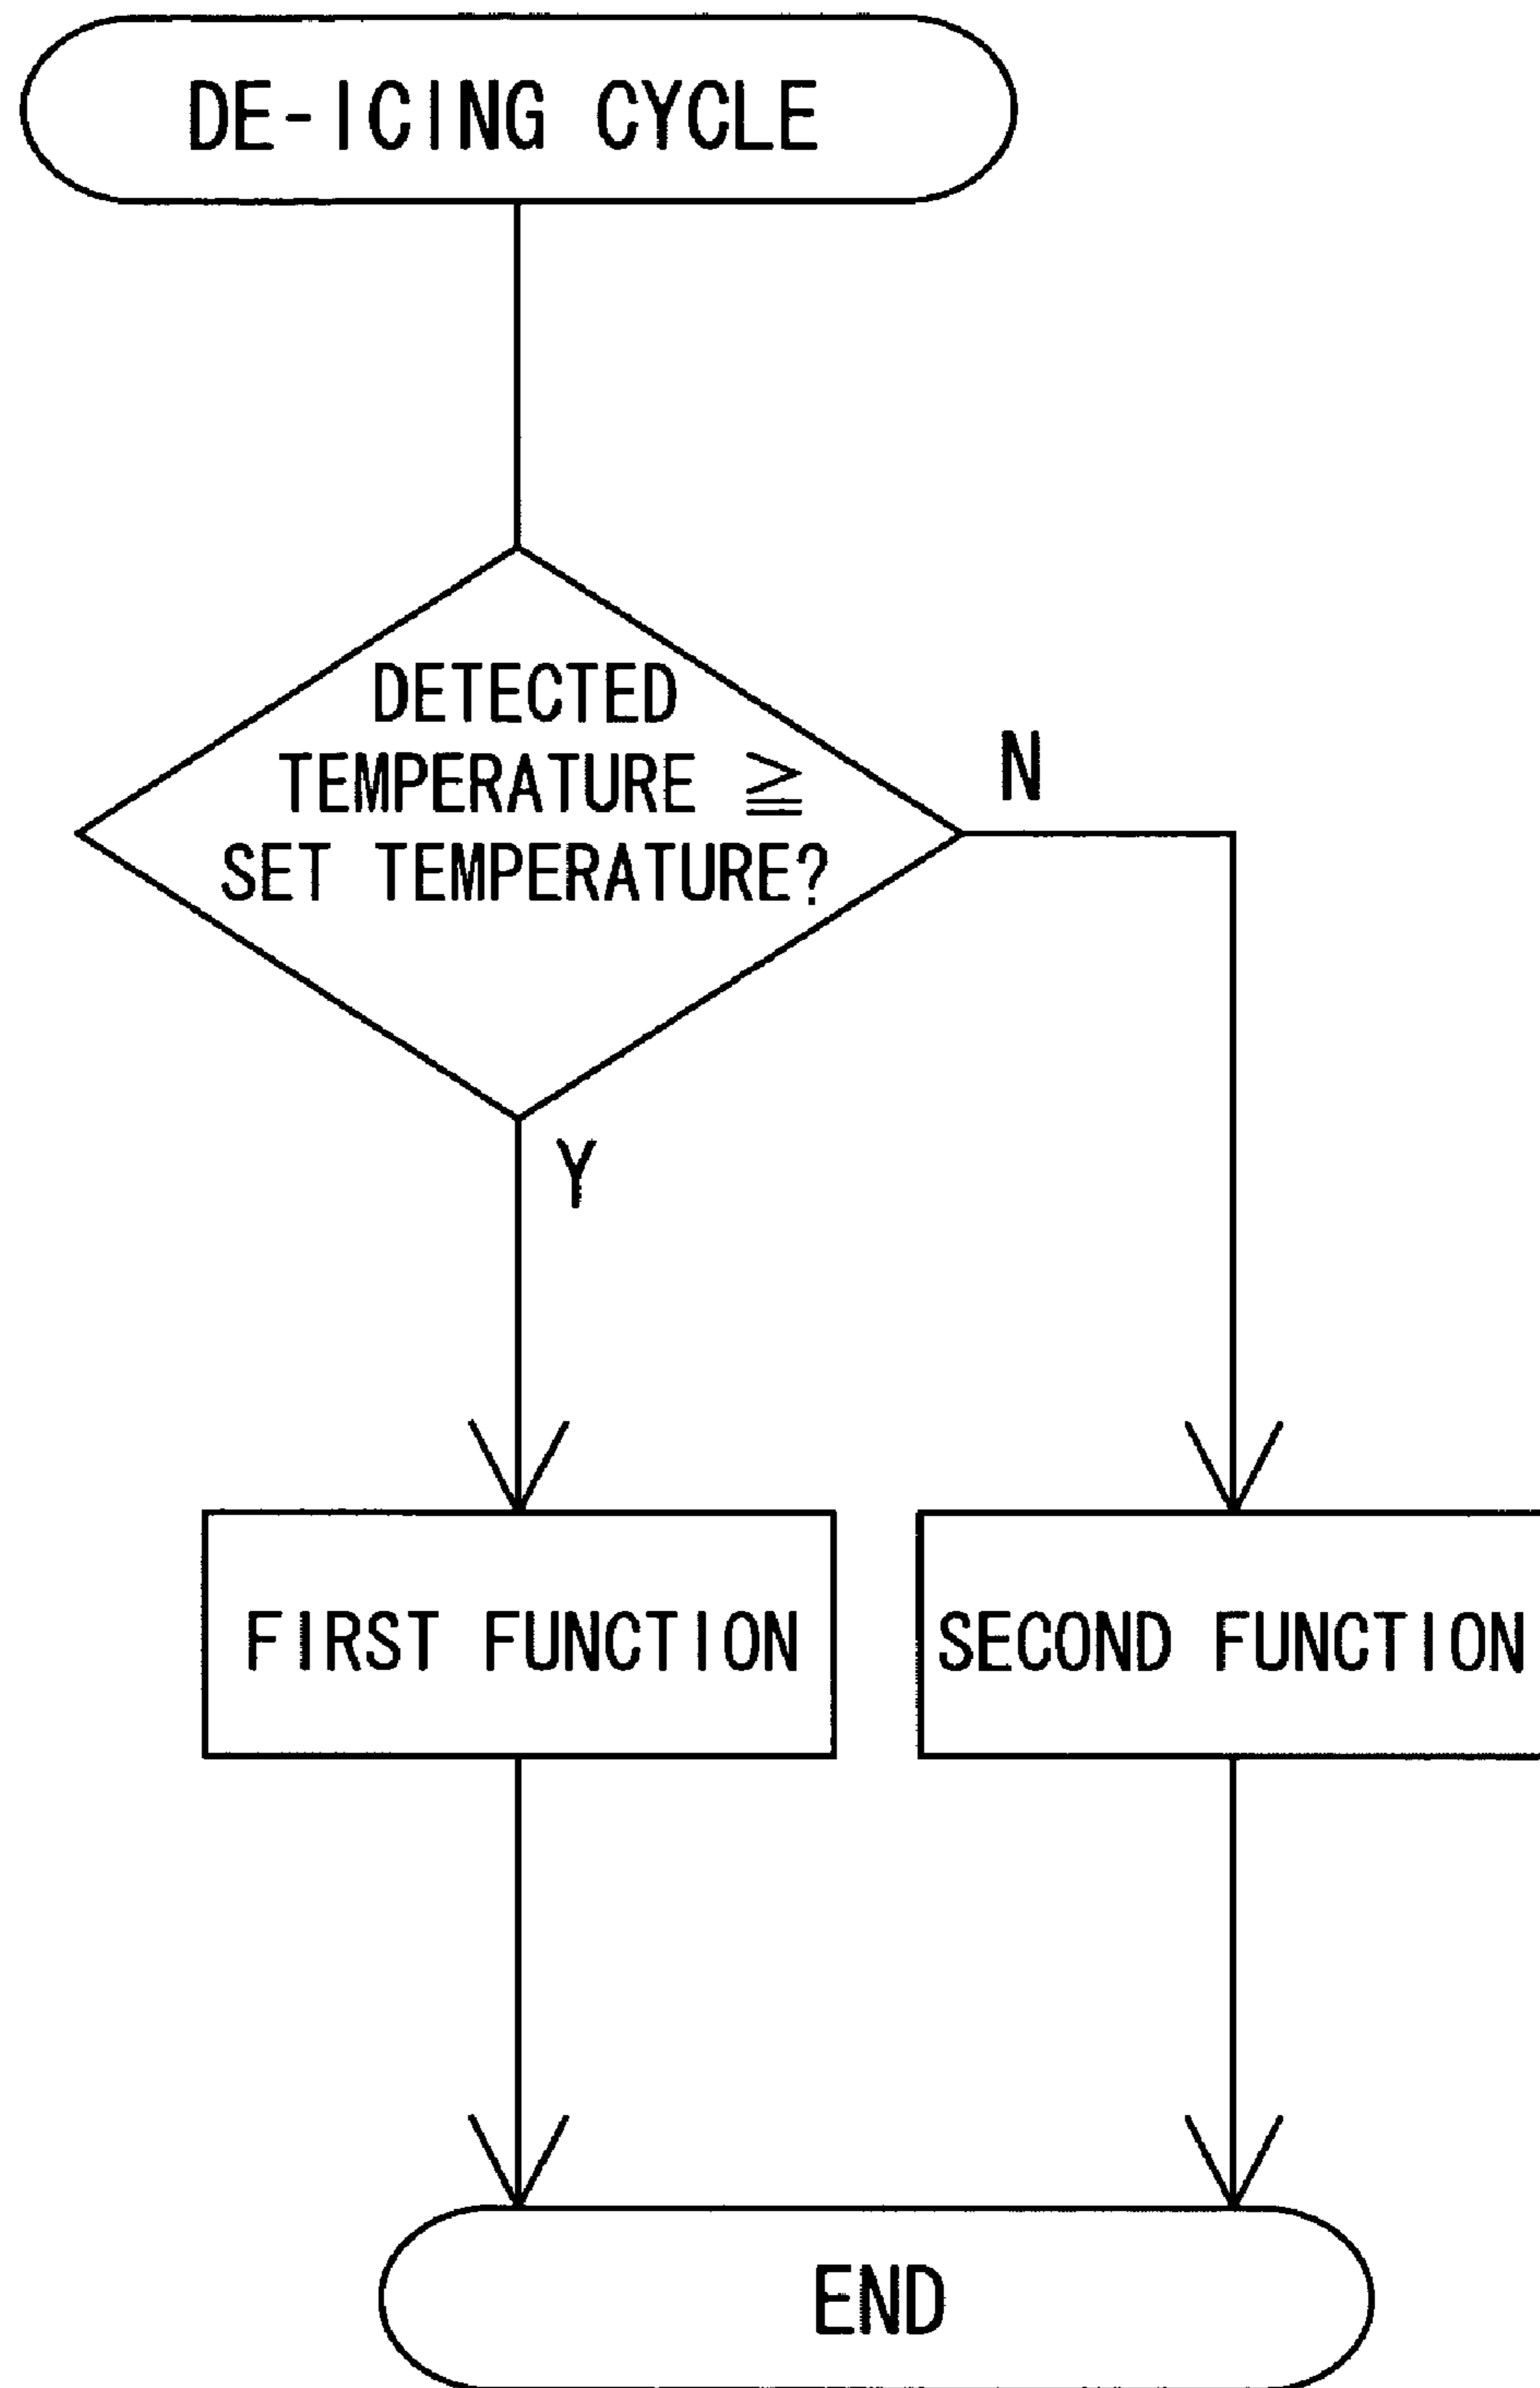 DE-ICING CYCLE
DETECTED
TEMPERATURE ≧
SET TEMPERATURE?
N
Y
FIRST FUNCTION
SECOND FUNCTION
END